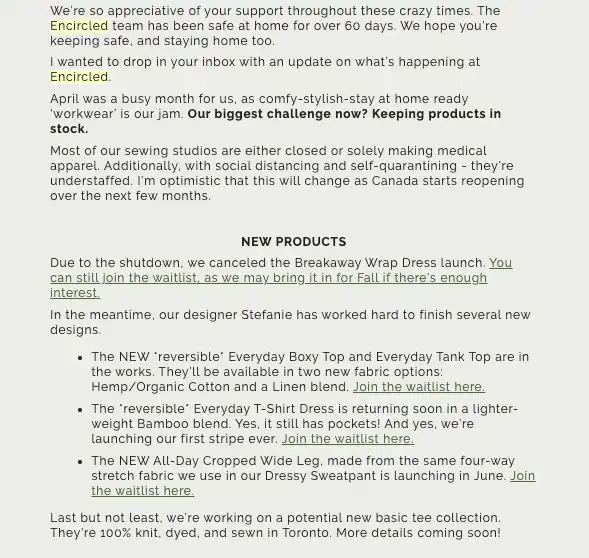 We're so appreciative of your support throughout these crazy times. The
Encircled team has been safe at home for over 60 days. We hope you're
keeping safe, and staying home too.
I wanted to drop in your inbox with an update on what's happening at
Encircled.
April was a busy month for us, as comfy-stylish-stay at home ready
'workwear' is our jam. Our biggest challenge now? Keeping products in
stock.
Most of our sewing studios are either closed or solely making medical
apparel. Additionally, with social distancing and self-quarantining - they're
understaffed. I'm optimistic that this will change as Canada starts reopening
over the next few months.
NEW PRODUCTS
Due to the shutdown, we canceled the Breakaway Wrap Dress launch. You
can still join the waitlist, as we may bring it in for Fall if there's enough
interest.
In the meantime, our designer Stefanie has worked hard to finish several new
designs.
• The NEW *reversible* Everyday Boxy Top and Everyday Tank Top are in
the works. They'll be available in two new fabric options:
Hemp/Organic Cotton and a Linen blend. Join the waitlist here.
• The *reversible* Everyday T-Shirt Dress is returning soon in a lighter-
weight Bamboo blend. Yes, it still has pockets! And yes, we're
launching our first stripe ever. Join the waitlist here.
• The NEW All-Day Cropped Wide Leg, made from the same four-way
stretch fabric we use in our Dressy Sweatpant is launching in June. Join
the waitlist here.
Last but not least, we're working on a potential new basic tee collection.
They're 100% knit, dyed, and sewn in Toronto. More details coming soon!